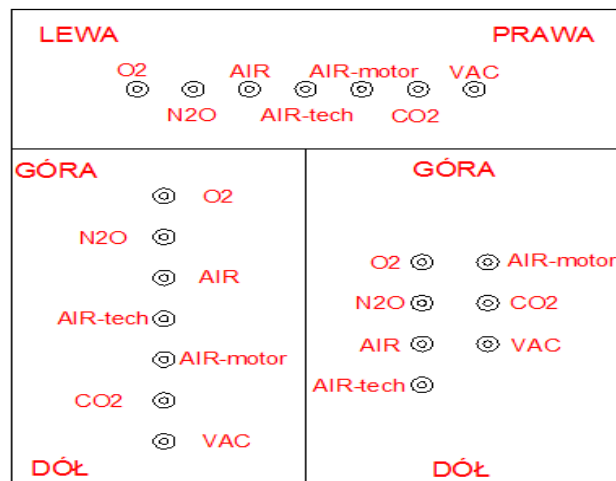 LEWA PRAWA
O2 AIR AIR-motor VAC
N2O AIR-tech CO2
GÓRA
O2
N2O
AIR
AIR-tech
AIR-motor
CO2
VAC
DÓŁ
GÓRA
O2 AIR-motor
N2O CO2
AIR VAC
AIR-tech
DÓŁ